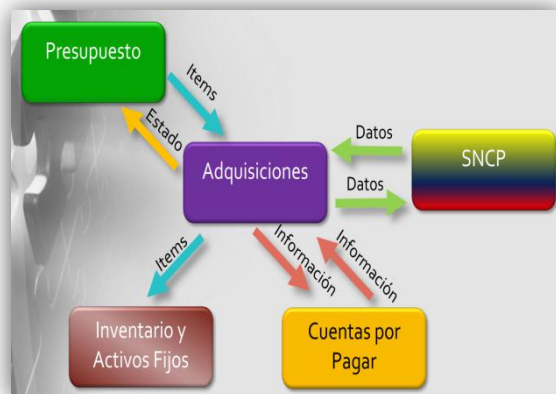 Presupuesto
Items
Estado
Datos
SNCP
Adquisiciones
Datos
Items
Información
Información
Inventario y
Activos Fijos
Cuentas por
Pagar